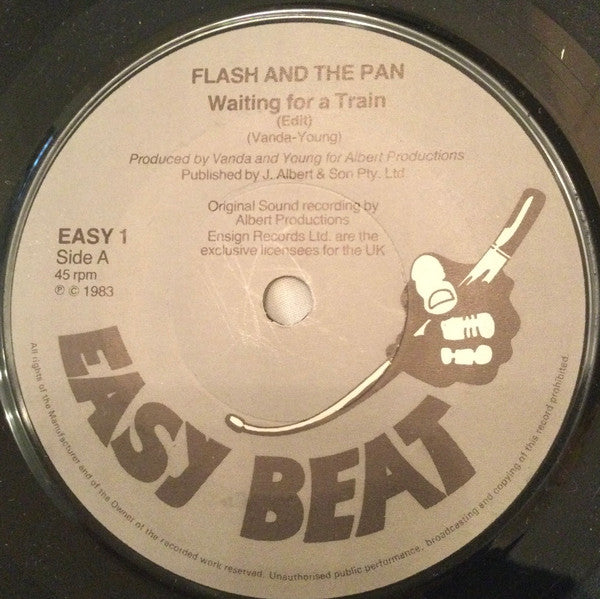 FLASH AND THE PAN
Waiting for a Train
(Edit)
(Vanda-Young)
Produced by Vanda and Young for Albert Productions
Published by J. Albert & Son Pty. Ltd
Original Sound recording by
Albert Productions
Ensign Records Ltd. are the
exclusive licensees for the UK
EASY 1
Side A
45 rpm
℗ © 1983
EASY BEAT
All rights of the Manufacturer and of the Owner of the recorded work reserved. Unauthorised public performance, broadcasting and copying of this record prohibited.